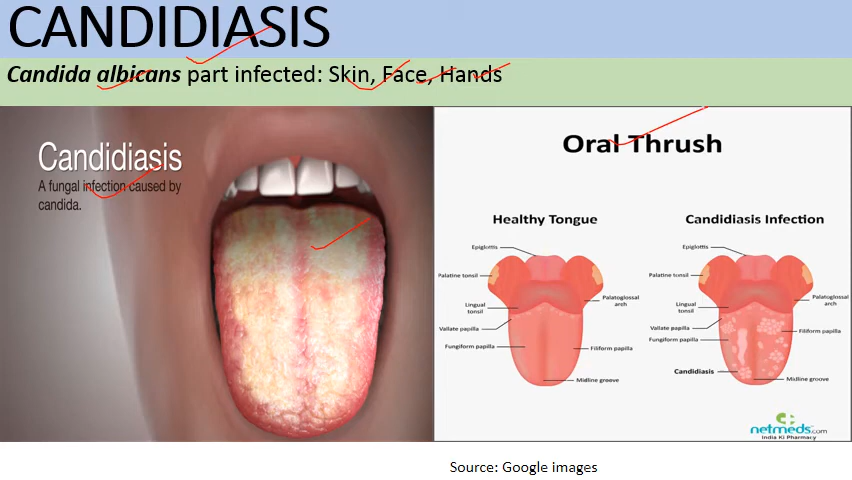 CANDIDIASIS
Candida albicans part infected: Skin, Face, Hands
Candidiasis
A fungal infection caused by
candida.
Oral Thrush
Healthy Tongue
Epiglottis
Palatine tonsil
Palatoglossal
arch
Lingual
tonsil
Vallate papilla
Fungiform papilla
Filiform papilla
Midline groove
Candidiasis Infection
Epiglottis
Palatine tonsil
Palatoglossal
arch
Lingual
tonsil
Vallate papilla
Filiform papilla
Fungiform papilla
Candidiasis
Midline groove
netmeds.com
India Ki Pharmacy
Source: Google images